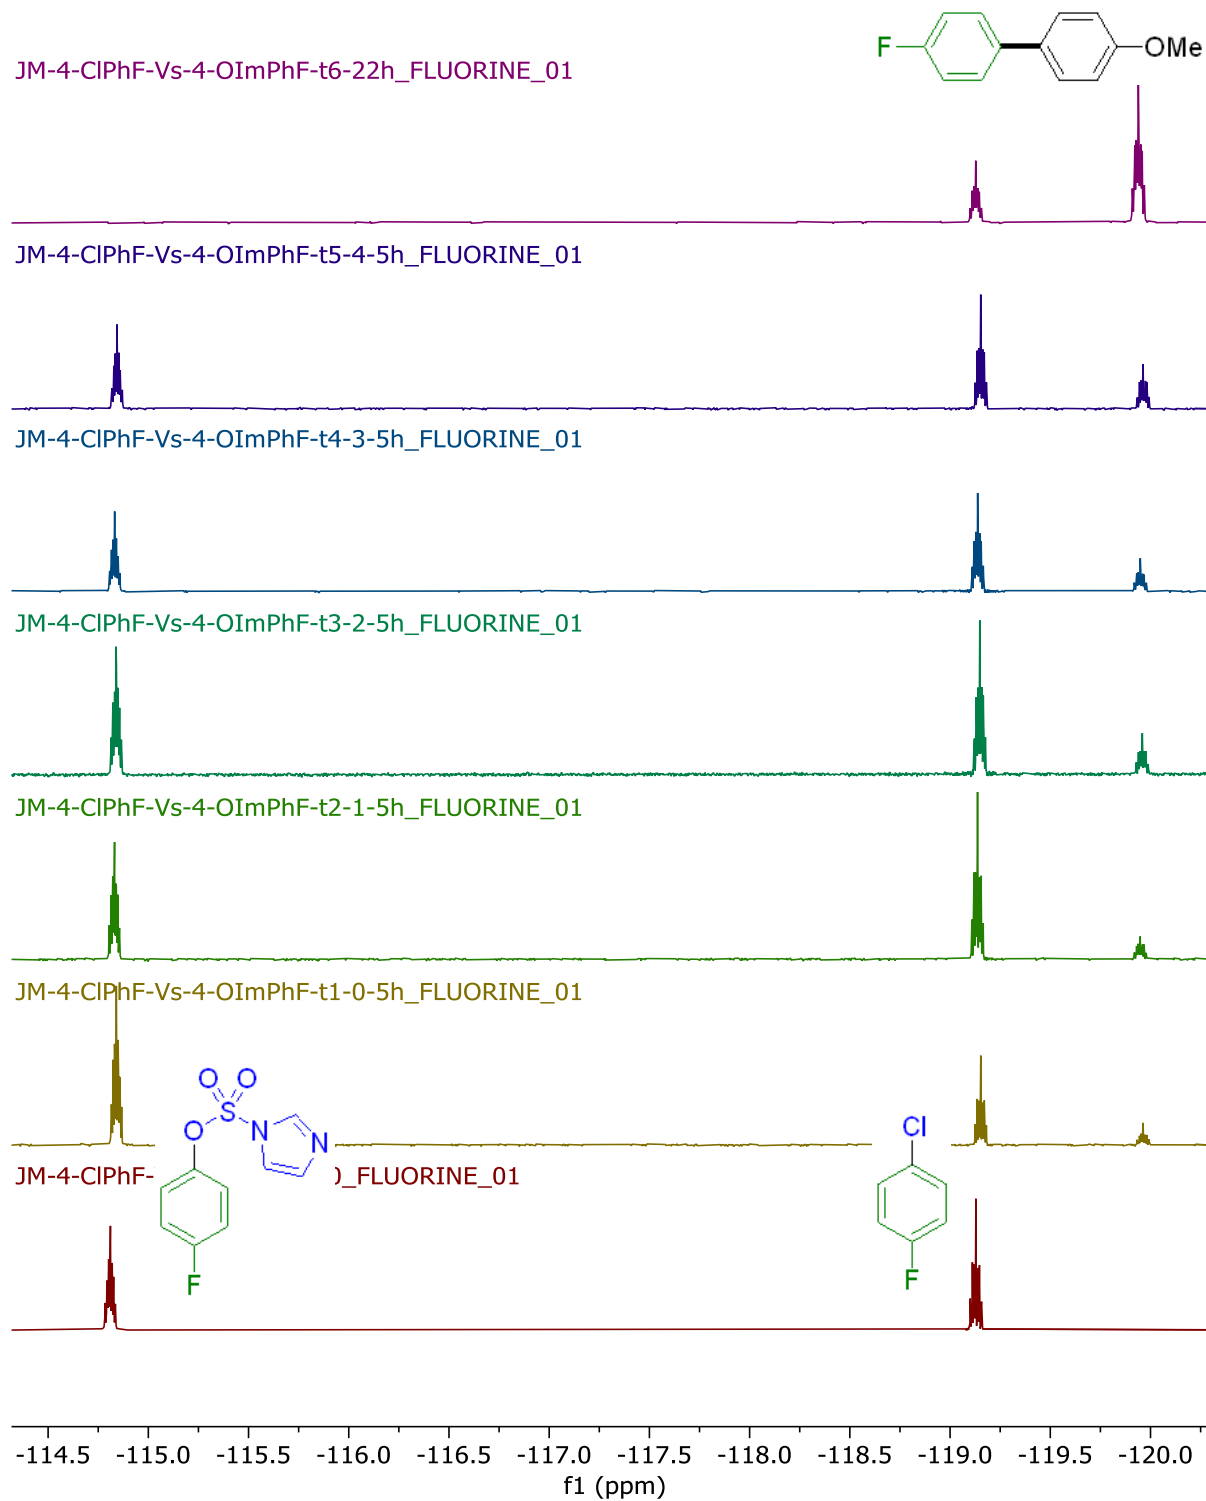 F
OMe
JM-4-ClPhF-Vs-4-OImPhF-t6-22h_FLUORINE_01
JM-4-ClPhF-Vs-4-OImPhF-t5-4-5h_FLUORINE_01
JM-4-ClPhF-Vs-4-OImPhF-t4-3-5h_FLUORINE_01
JM-4-ClPhF-Vs-4-OImPhF-t3-2-5h_FLUORINE_01
JM-4-ClPhF-Vs-4-OImPhF-t2-1-5h_FLUORINE_01
JM-4-ClPhF-Vs-4-OImPhF-t1-0-5h_FLUORINE_01
O O
S
O N N
Cl
JM-4-ClPhF- _FLUORINE_01
F
F
-114.5 -115.0 -115.5 -116.0 -116.5 -117.0 -117.5 -118.0 -118.5 -119.0 -119.5 -120.0
f1 (ppm)